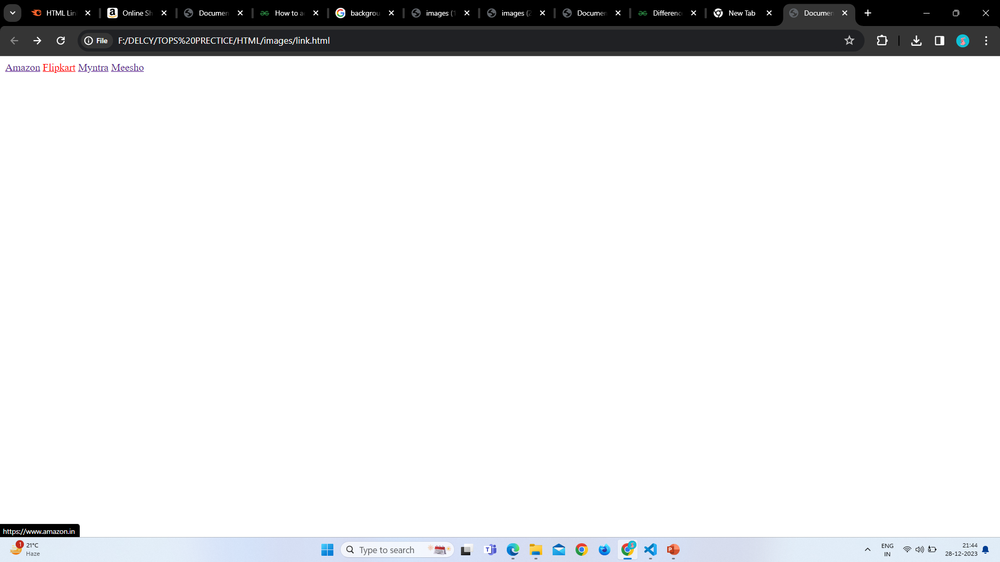 HTML Lin
Online Sh
Documen
How to a
backgrou
images (1
images (2
Documen
Differenc
New Tab
Documen
File
F:/DELCY/TOPS%20PRECTICE/HTML/images/link.html
Amazon Flipkart Myntra Meesho
https://www.amazon.in
1
21°C
Haze
Type to search
ENG
IN
21:44
28-12-2023